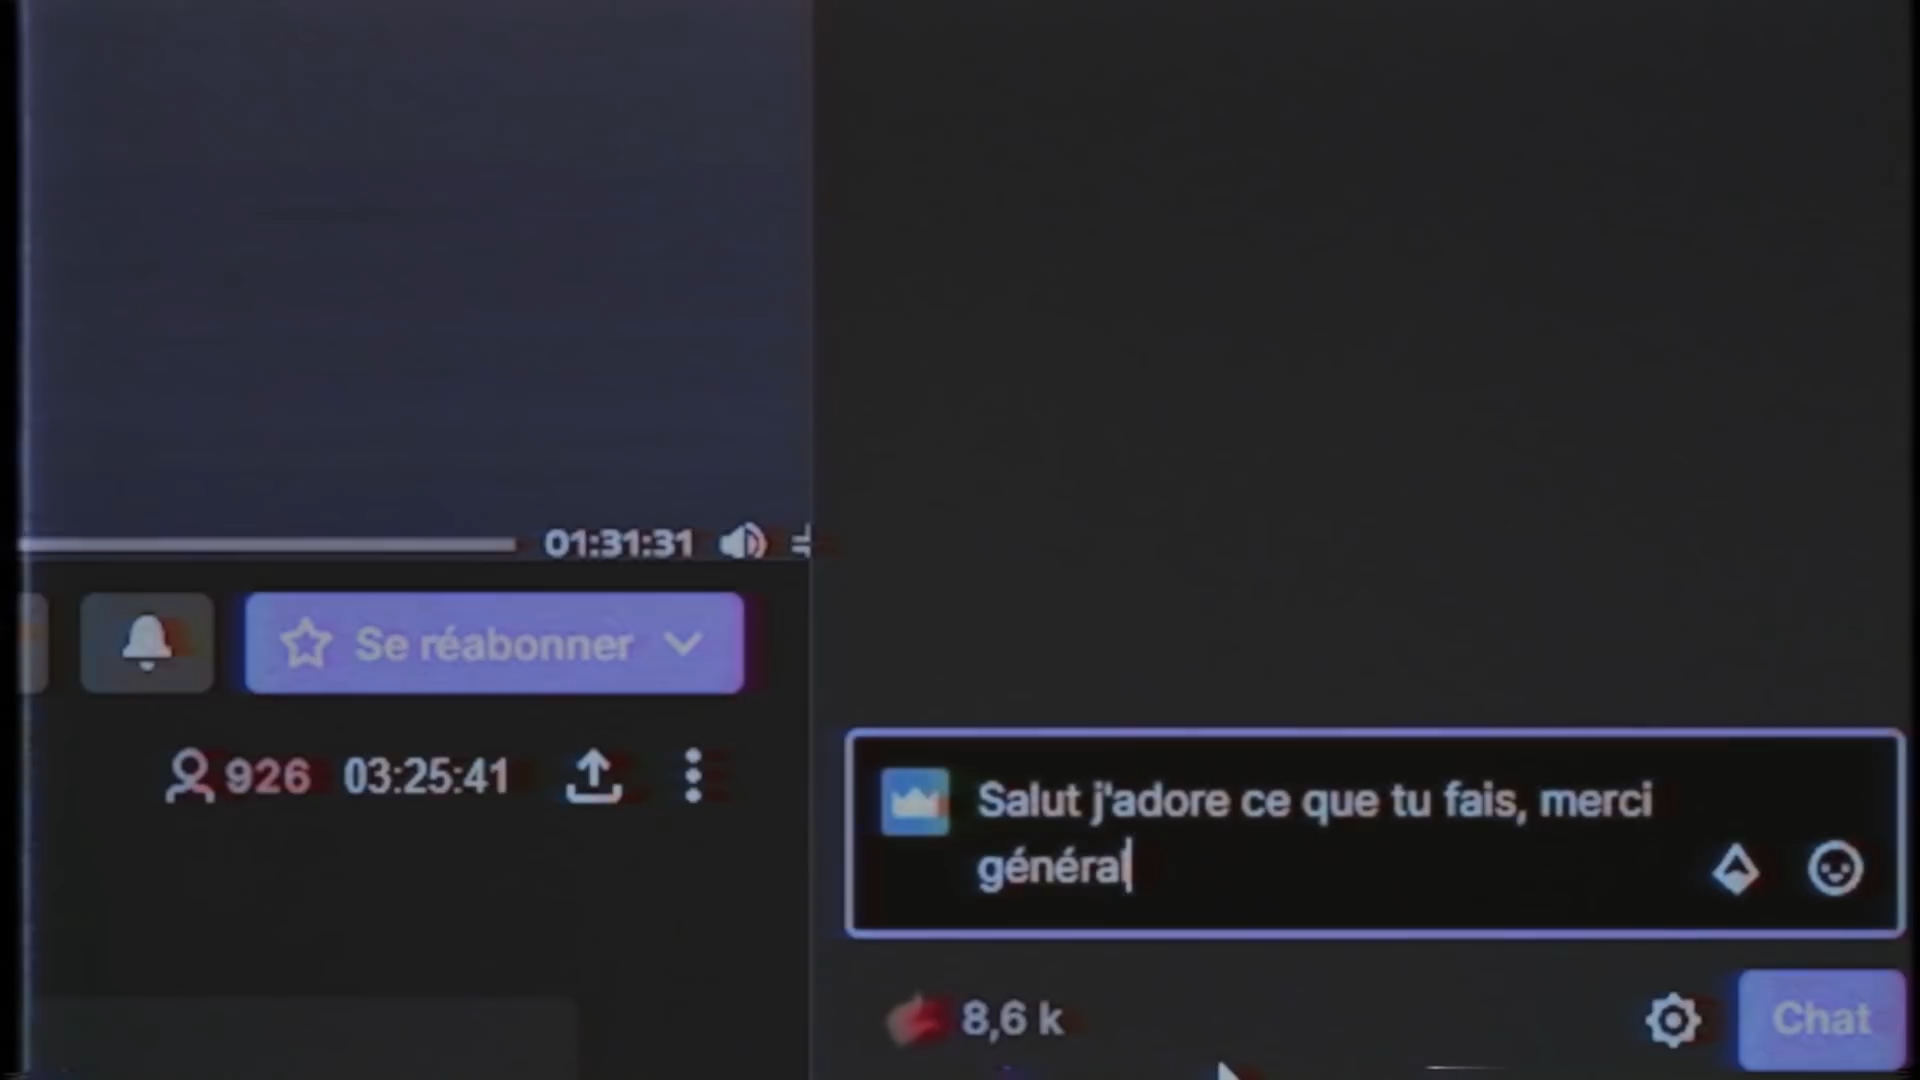 01:31:31
Se réabonner
926 03:25:41
Salut j'adore ce que tu fais, merci
général
8,6 k
Chat